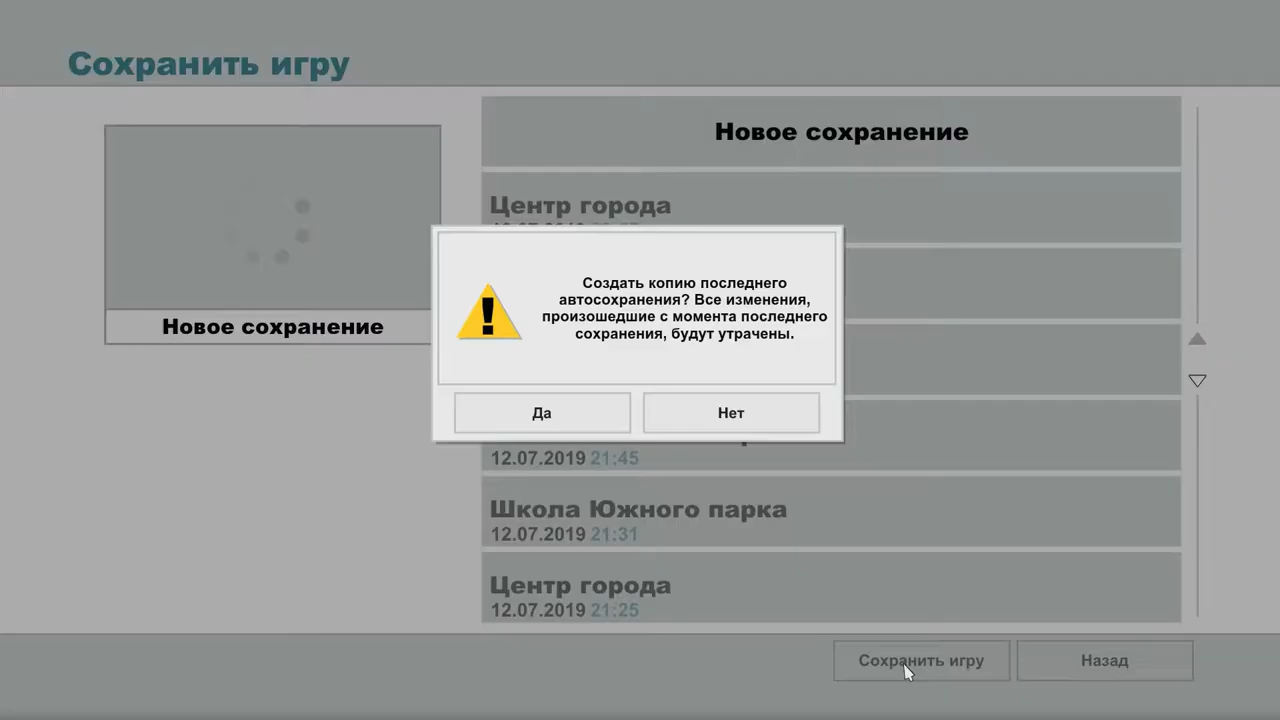 Сохранить игру
Новое сохранение
Центр города
Создать копию последнего
автосохранения? Все изменения,
произошедшие с момента последнего
сохранения, будут утрачены.
Новое сохранение
Да
Нет
12.07.2019 21:45
Школа Южного парка
12.07.2019 21:31
Центр города
12.07.2019 21:25
Сохранить игру
Назад